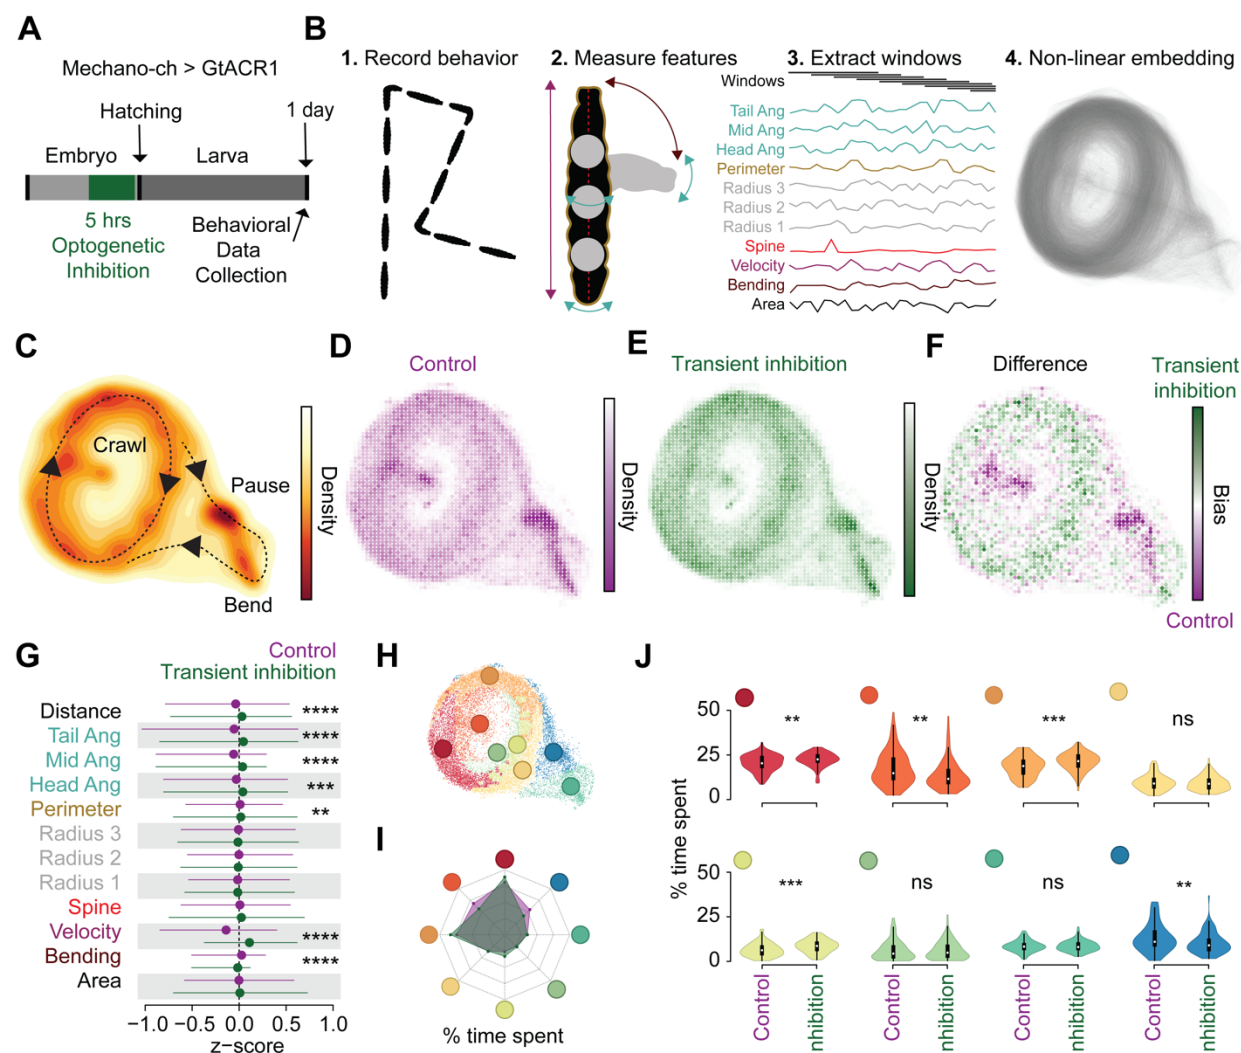 A
Mechano-ch > GtACR1
Hatching
1 day
Embryo
Larva
5 hrs
Optogenetic
Inhibition
Behavioral
Data
Collection
B
1. Record behavior
2. Measure features
3. Extract windows
Windows
Tail Ang
Mid Ang
Head Ang
Perimeter
Radius 3
Radius 2
Radius 1
Spine
Velocity
Bending
Area
4. Non-linear embedding
C
Crawl
Pause
Bend
Density
D
Control
Density
E
Transient inhibition
Density
F
Difference
Transient
inhibition
Bias
Control
G
Control
Transient inhibition
Distance ****
Tail Ang ****
Mid Ang ****
Head Ang ***
Perimeter **
Radius 3
Radius 2
Radius 1
Spine
Velocity ****
Bending ****
Area
−1.0 −0.5 0.0 0.5 1.0
z−score
H
I
% time spent
J
% time spent
50
25
0
** ** *** ns
50
25
0
*** ns ns **
Control
nhibition
Control
nhibition
Control
nhibition
Control
nhibition